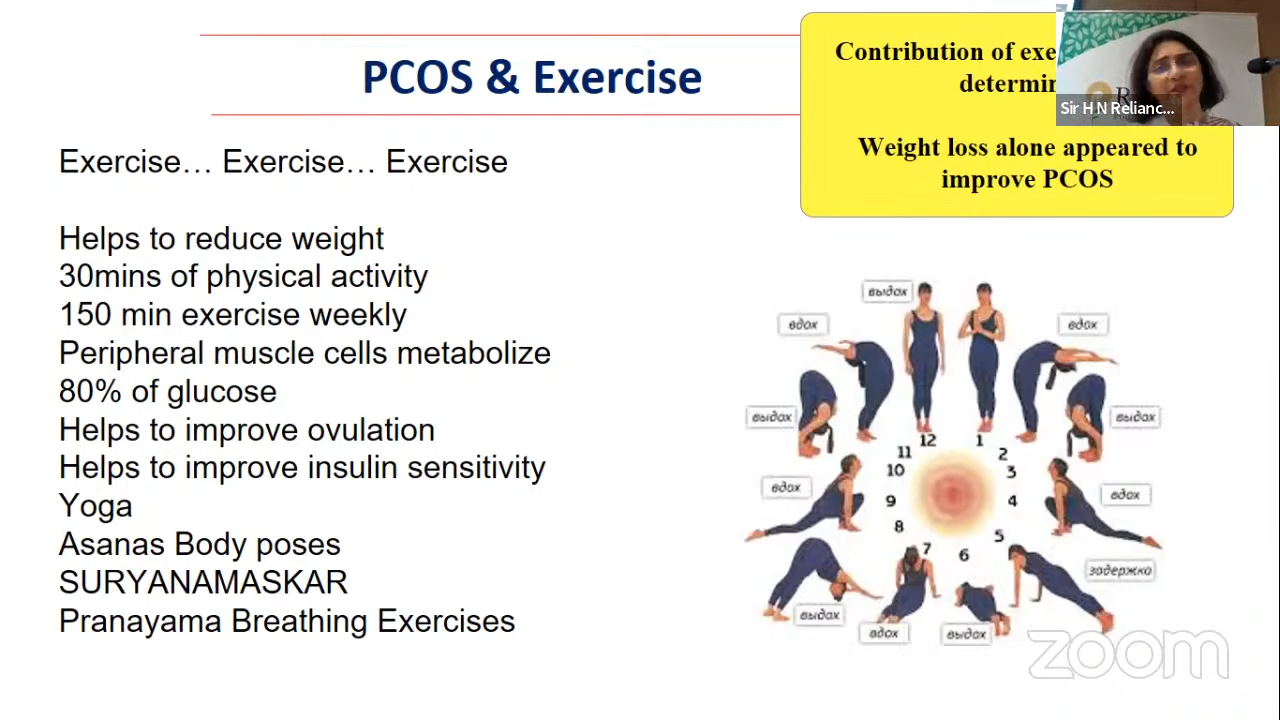 PCOS & Exercise
Contribution of
Weight loss alone appeared to
improve PCOS
Sir H N Relianc...
Exercise… Exercise… Exercise
Helps to reduce weight
30mins of physical activity
150 min exercise weekly
Peripheral muscle cells metabolize
80% of glucose
Helps to improve ovulation
Helps to improve insulin sensitivity
Yoga
Asanas Body poses
SURYANAMASKAR
Pranayama Breathing Exercises
выдох
вдох
вдох
выдох
выдох
12
1
11
2
10
3
вдох
9
4
вдох
8
5
7
6
задержка
выдох
вдох
выдох
zoom